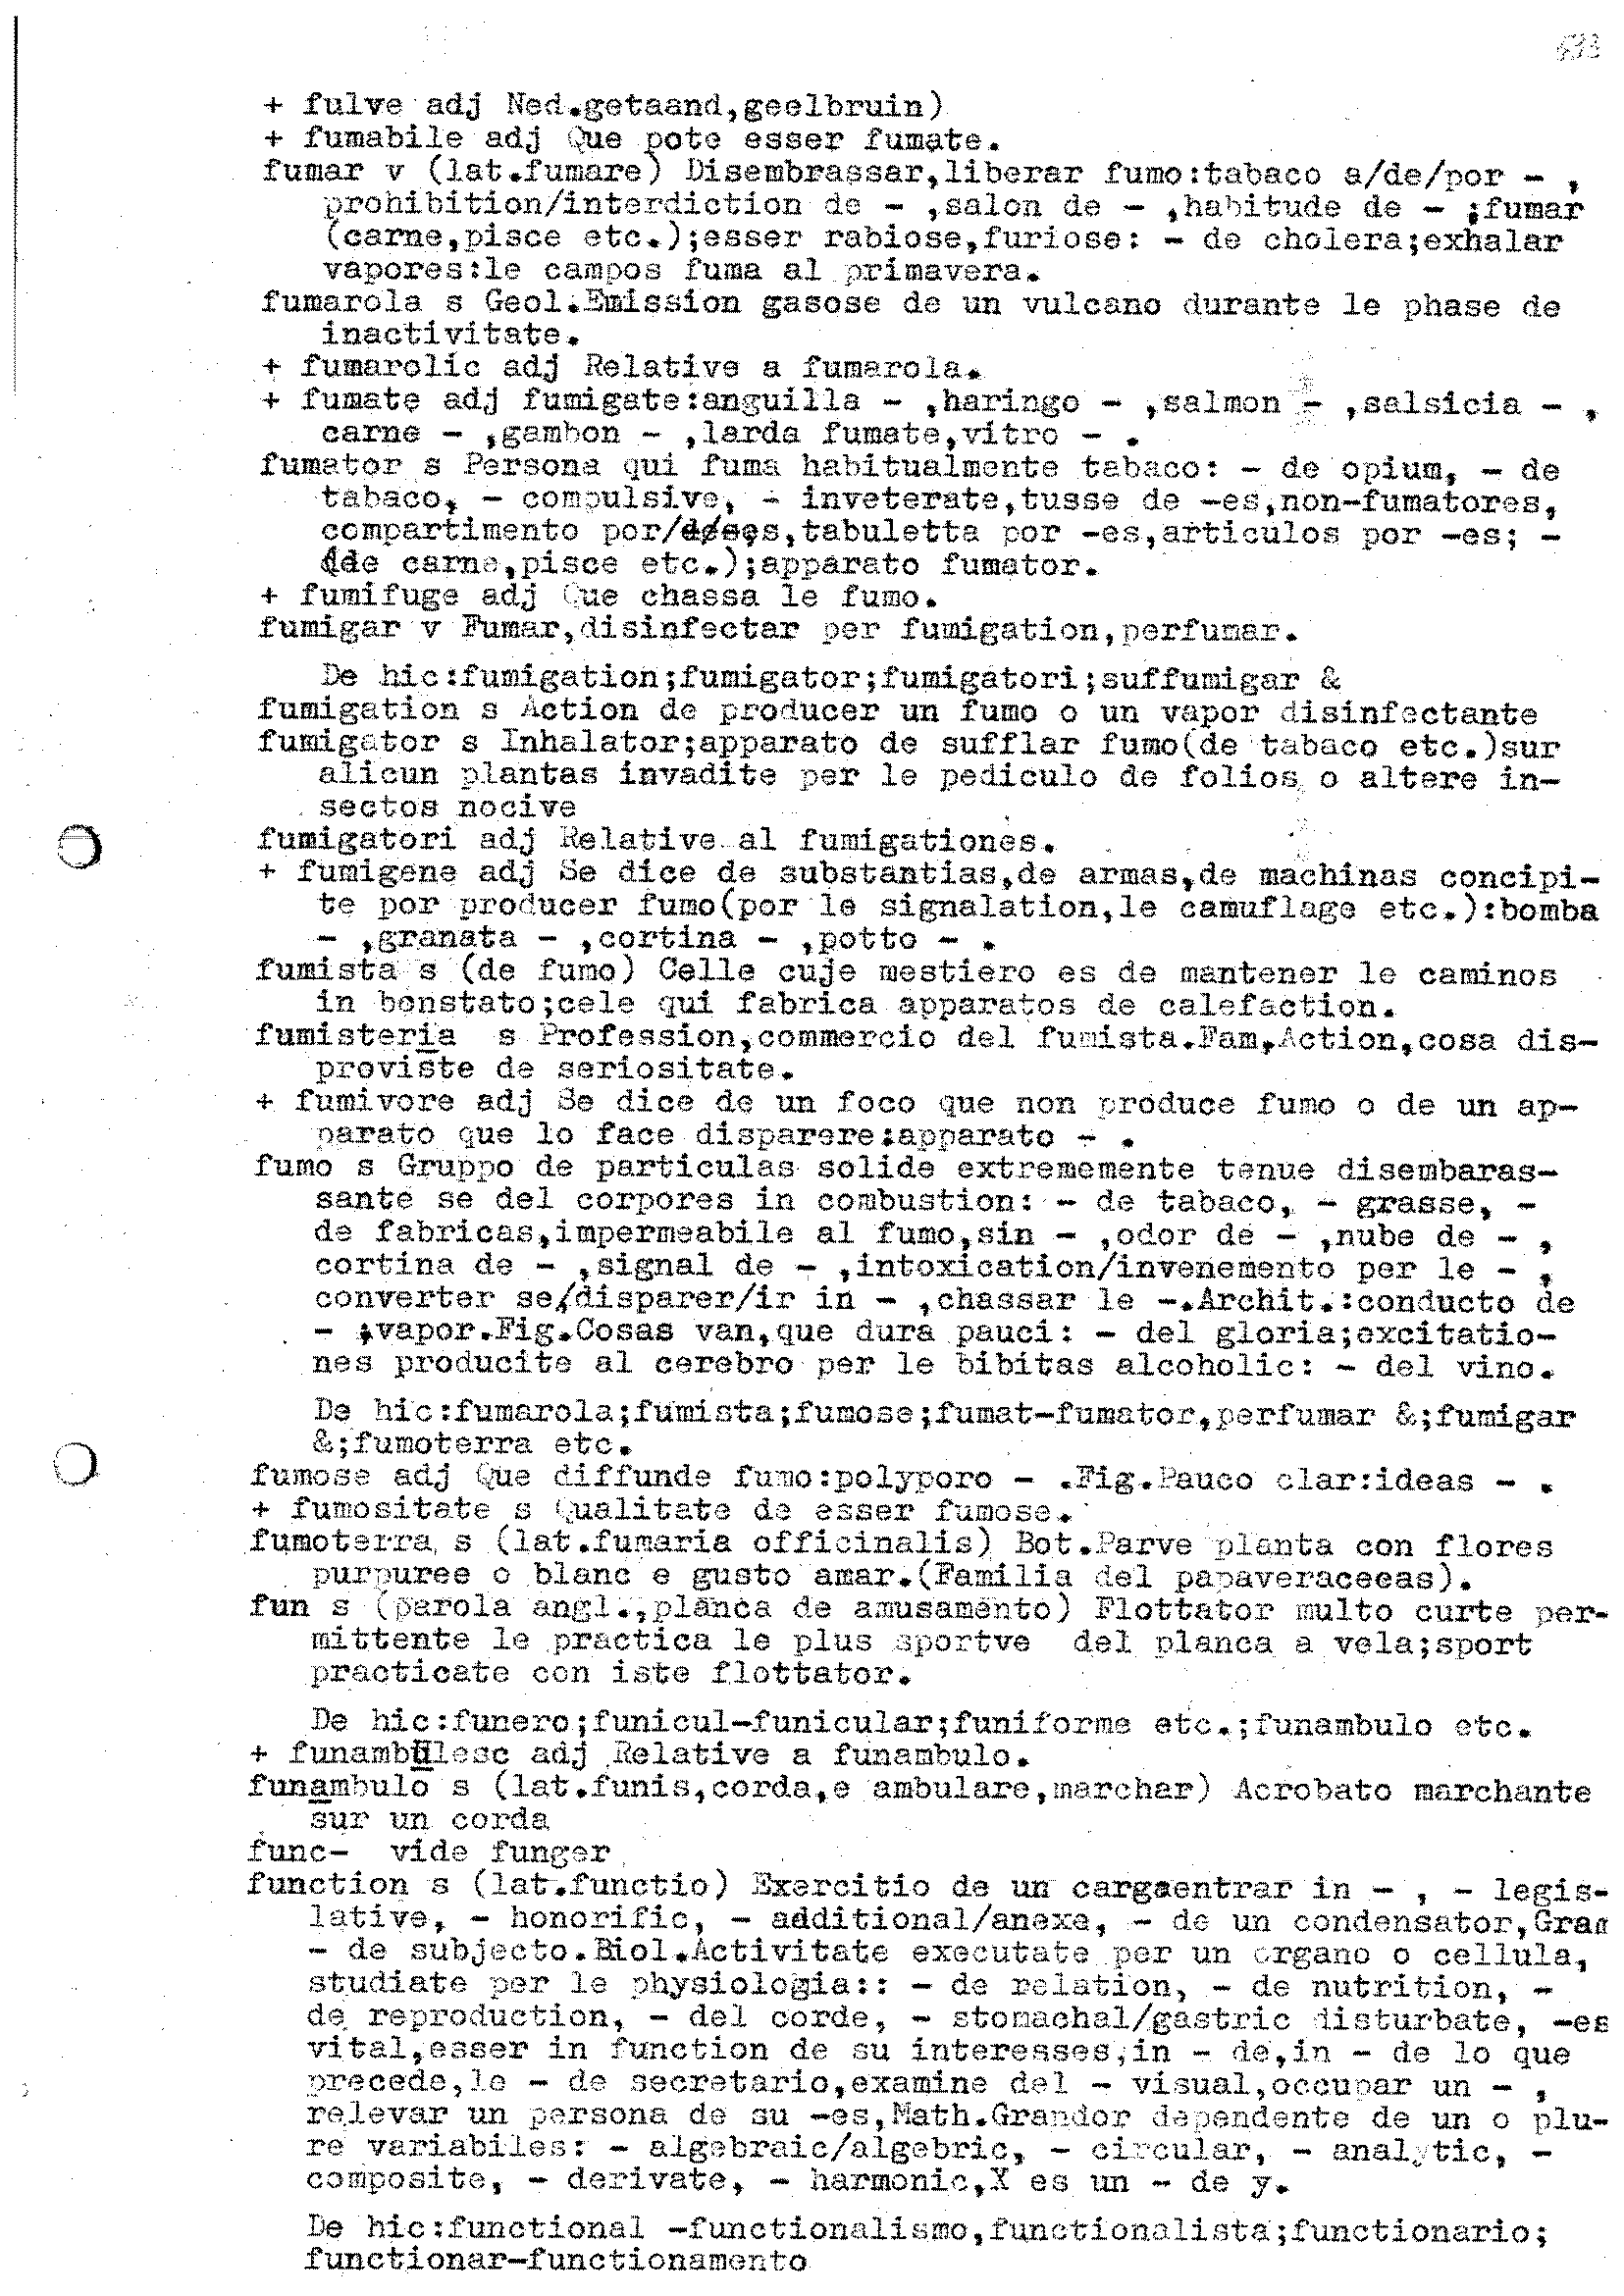 + fulve adj Ned.getaand,geelbruin)
+ fumabile adj Que pote esser fumate.
fumar v (lat.fumare) Disembrassar,liberar fumo:tabaco a/de/por - ,
prohibition/interdiction de - ,salon de - ,habitude de - ;fumar
(carne,pisce etc.);esser rabiose,furiose: - de cholera;exhalar
vapores:le campos fuma al primavera.
fumarola s Geol.Emission gasose de un vulcano durante le phase de
inactivitate.
+ fumarolic adj Relative a fumarola.
+ fumate adj fumigate:anguilla - ,haringo - ,salmon - ,salsicia - ,
carne - ,gambon - ,larda fumate,vitro - .
fumator s Persona qui fuma habitualmente tabaco: - de opium, - de
tabaco, - compulsive, - inveterate,tusse de -es,non-fumatores,
compartimento por/ ,tabuletta por -es,articulos por -es; -
(de carne,pisce etc.);apparato fumator.
+ fumifuge adj Que chassa le fumo.
fumigar v Fumar,disinfectar per fumigation,perfumar.
De hic:fumigation;fumigator;fumigatori;suffumigar &
fumigation s Action de producer un fumo o un vapor disinfectante
fumigator s Inhalator;apparato de sufflar fumo(de tabaco etc.)sur
alicun plantas invadite per le pediculo de folios o altere in-
sectos nocive
fumigatori adj Relative al fumigationes.
+ fumigene adj Se dice de substantias,de armas,de machinas concipi-
te por producer fumo(por le signalation,le camuflage etc.):bomba
- ,granata - ,cortina - ,potto - .
fumista s (de fumo) Celle cuje mestiero es de mantener le caminos
in bonstato;cele qui fabrica apparatos de calefaction.
fumisteria s Profession,commercio del fumista.Fam,Action,cosa dis-
proviste de seriositate.
+ fumivore adj Se dice de un foco que non produce fumo o de un ap-
parato que lo face disparere:apparato - .
fumo s Gruppo de particulas solide extrememente tenue disembaras-
sante se del corpores in combustion: - de tabaco, - grasse, -
de fabricas,impermeabile al fumo,sin - ,odor de - ,nube de - ,
cortina de - ,signal de - ,intoxication/invenemento per le - ,
converter se/disparer/ir in - ,chassar le -.Archit.:conducto de
- ;vapor.Fig.Cosas van,que dura pauci: - del gloria;excitatio-
nes producite al cerebro per le bibitas alcoholic: - del vino.
De hic:fumarola;fumista;fumose;fumat-fumator,perfumar &;fumigar
&;fumoterra etc.
fumose adj Que diffunde fumo:polyporo - .Fig.Pauco clar:ideas - .
+ fumositate s Qualitate de esser fumose.
fumoterra s (lat.fumaria officinalis) Bot.Parve planta con flores
purpuree o blanc e gusto amar.(Familia del papaveraceeas).
fun s (parola angl.,planca de amusamento) Flottator multo curte per-
mittente le practica le plus sportve del planca a vela;sport
practicate con iste flottator.
De hic:funero;funicul-funicular;funiforme etc.;funambulo etc.
+ funambulesc adj Relative a funambulo.
funambulo s (lat.funis,corda,e ambulare,marchar) Acrobato marchante
sur un corda
func- vide funger
function s (lat.functio) Exercitio de un cargaentrar in - , - legis-
lative, - honorific, - additional/anexe, - de un condensator,Gram
- de subjecto.Biol.Activitate executate per un organo o cellula,
studiate per le physiologia:: - de relation, - de nutrition, -
de reproduction, - del corde, - stomachal/gastric disturbate, -es
vital,esser in function de su interesses,in - de,in - de lo que
precede,le - de secretario,examine del - visual,occupar un - ,
relevar un persona de su -es,Math.Grandor dependente de un o plu-
re variabiles: - algebraic/algebric, - circular, - analytic, -
composite, - derivate, - harmonic,X es un - de y.
De hic:functional -functionalismo,functionalista;functionario;
functionar-functionamento